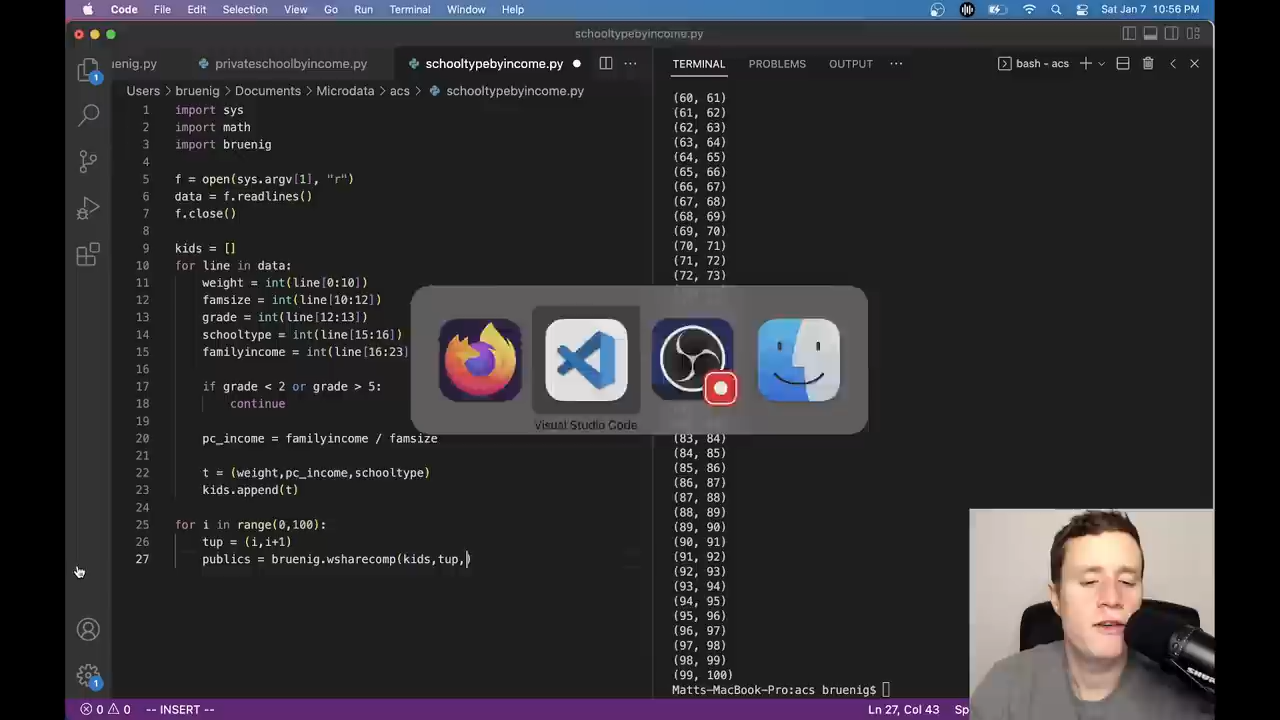 Code File Edit Selection View Go Run Terminal Window Help Sat Jan 7 10:56 PM
schooltypebyincome.py
uenig.py privateschoolbyincome.py schooltypebyincome.py TERMINAL PROBLEMS OUTPUT bash - acs
Users > bruenig > Documents > Microdata > acs > schooltypebyincome.py
1 import sys
2 import math
3 import bruenig
4
5 f = open(sys.argv[1], "r")
6 data = f.readlines()
7 f.close()
8
9 kids = []
10 for line in data:
11 weight = int(line[0:10])
12 famsize = int(line[10:12])
13 grade = int(line[12:13])
14 schooltype = int(line[15:16])
15 familyincome = int(line[16:23]
16
17 if grade < 2 or grade > 5:
18 continue
19
20 pc_income = familyincome / famsize
21
22 t = (weight,pc_income,schooltype)
23 kids.append(t)
24
25 for i in range(0,100):
26 tup = (i,i+1)
27 publics = bruenig.wsharecomp(kids,tup,)
(60, 61)
(61, 62)
(62, 63)
(63, 64)
(64, 65)
(65, 66)
(66, 67)
(67, 68)
(68, 69)
(69, 70)
(70, 71)
(71, 72)
(72, 73)
Visual Studio Code
(83, 84)
(84, 85)
(85, 86)
(86, 87)
(87, 88)
(88, 89)
(89, 90)
(90, 91)
(91, 92)
(92, 93)
(93, 94)
(94, 95)
(95, 96)
(96, 97)
(97, 98)
(98, 99)
(99, 100)
Matts-MacBook-Pro:acs bruenig$
1
1
0 0 -- INSERT -- Ln 27, Col 43 Sp